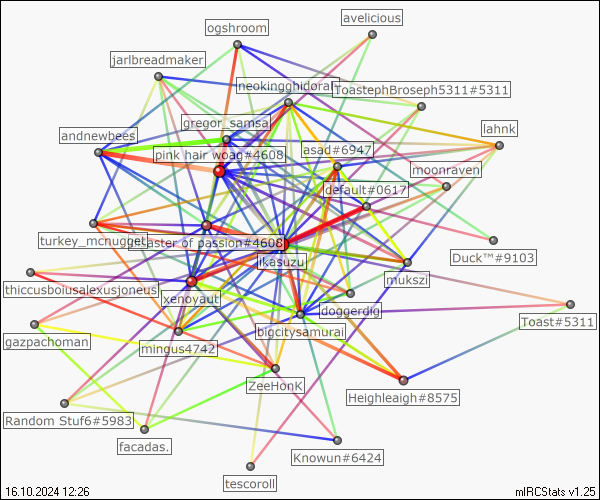 avelicious
ogshroom
jarlbreadmaker
neokingghidorah
ToastephBroseph5311#5311
gregor_samsa
andnewbees
asad#6947
lahnk
pink hair woag#4608
moonraven
default#0617
turkey_mcnugget
taster of passion#4608
ikasuzu
Duck™#9103
mukszi
thiccusboiusalexusjoneus
xenoyaut
doggerdig
bigcitysamurai
Toast#5311
gazpachoman
mingus4742
ZeeHonK
Heighleaigh#8575
Random Stuf6#5983
facadas.
Knowun#6424
tescoroll
16.10.2024 12:26
mIRCStats v1.25